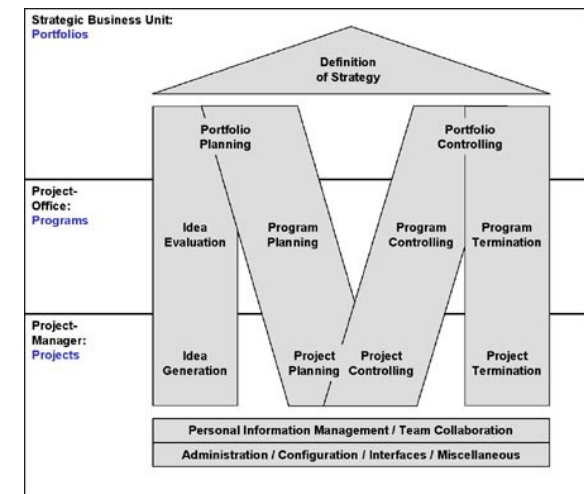 Strategic Business Unit:
Portfolios
Definition
of Strategy
Portfolio
Planning
Portfolio
Controlling
Project-
Office:
Programs
Idea
Evaluation
Program
Planning
Program
Controlling
Program
Termination
Project-
Manager:
Projects
Idea
Generation
Project
Planning
Project
Controlling
Project
Termination
Personal Information Management / Team Collaboration
Administration / Configuration / Interfaces / Miscellaneous